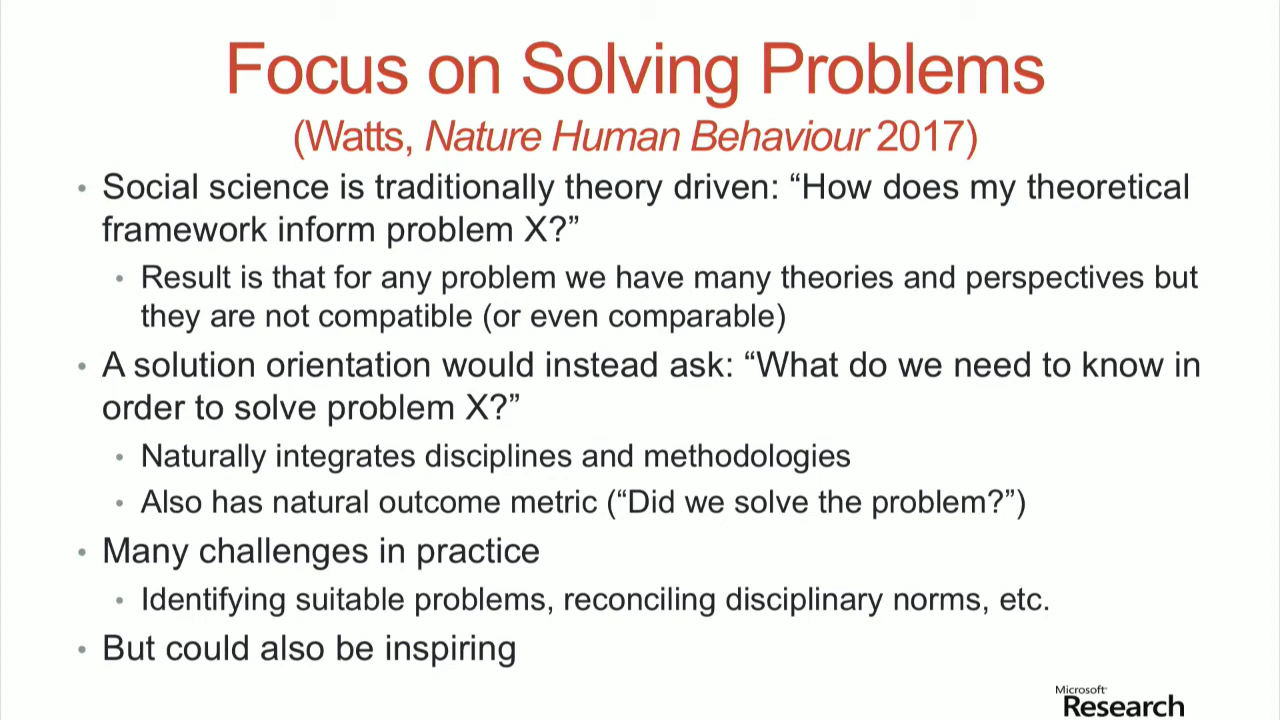 Focus on Solving Problems
(Watts, Nature Human Behaviour 2017)
• Social science is traditionally theory driven: “How does my theoretical
framework inform problem X?”
• Result is that for any problem we have many theories and perspectives but
they are not compatible (or even comparable)
• A solution orientation would instead ask: “What do we need to know in
order to solve problem X?”
• Naturally integrates disciplines and methodologies
• Also has natural outcome metric (“Did we solve the problem?”)
• Many challenges in practice
• Identifying suitable problems, reconciling disciplinary norms, etc.
• But could also be inspiring
Microsoft
Research